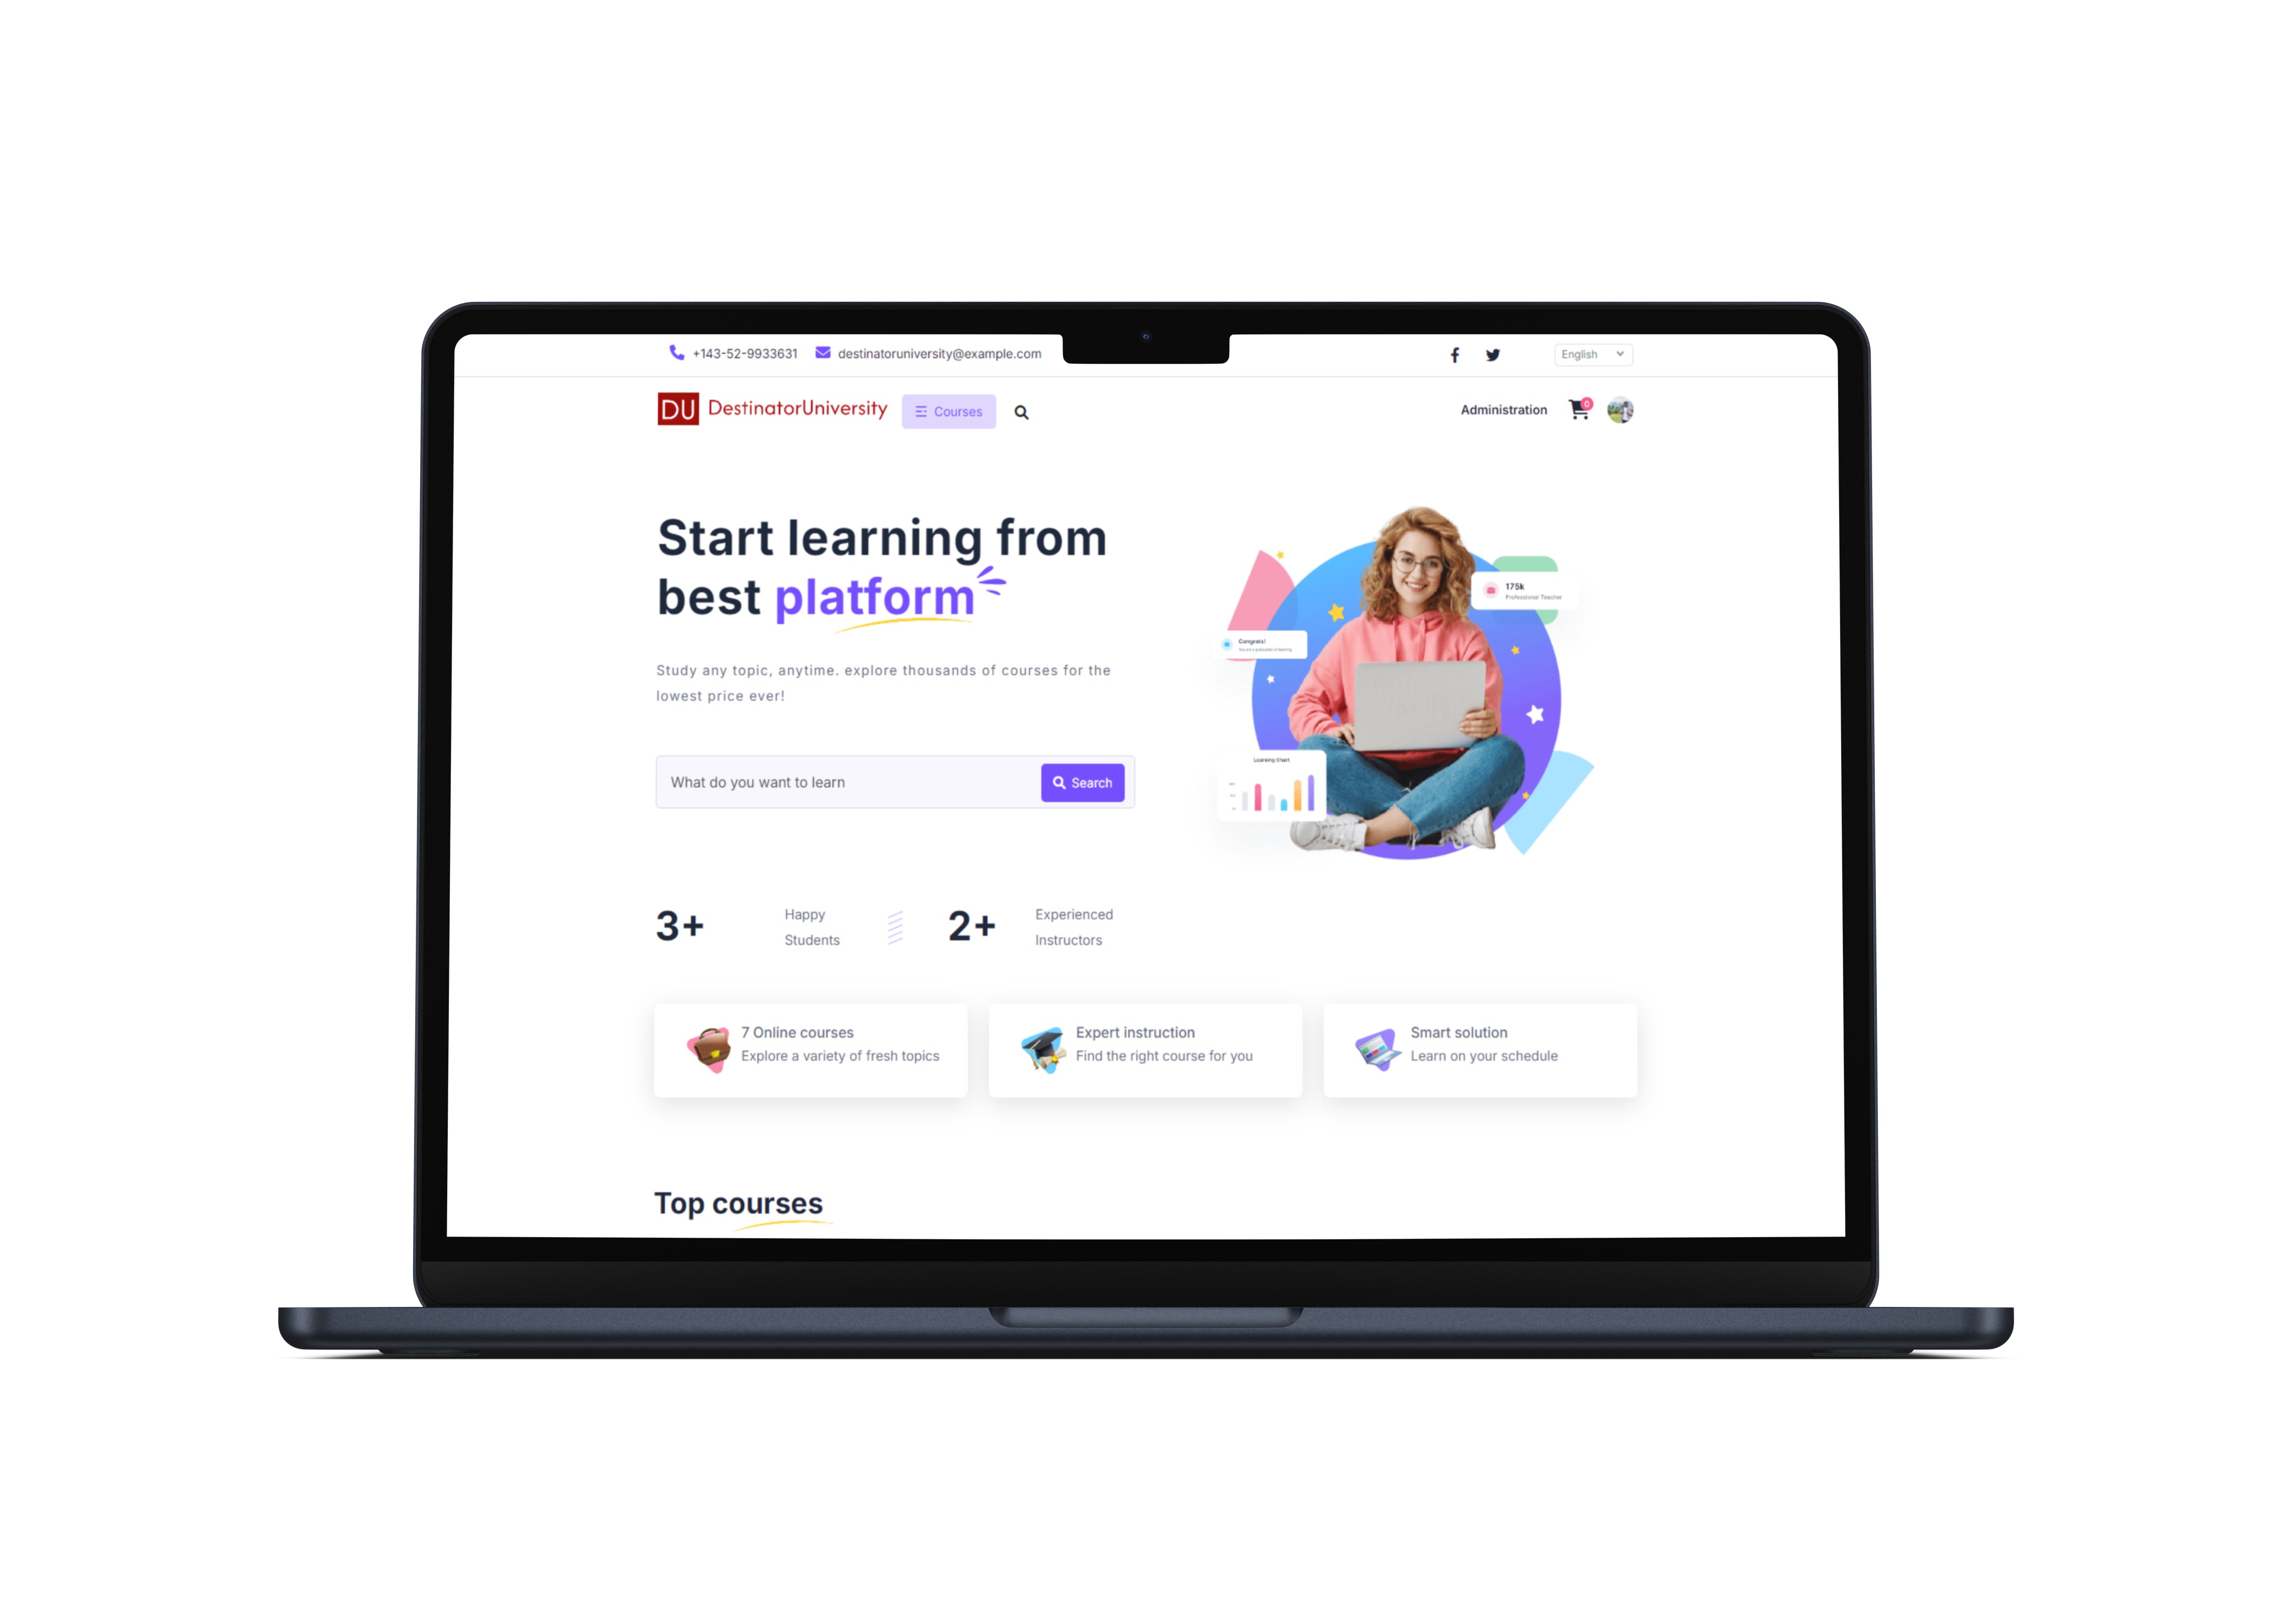 +143-52-9933631 destinatoruniversity@example.com English
DU DestinatorUniversity Courses Administration 0
Start learning from
best platform
175k
Professional Teacher
Congrats!
Study any topic, anytime. explore thousands of courses for the
lowest price ever!
What do you want to learn Search
Learning Chart
3+ Happy Students
2+ Experienced Instructors
7 Online courses
Explore a variety of fresh topics
Expert instruction
Find the right course for you
Smart solution
Learn on your schedule
Top courses